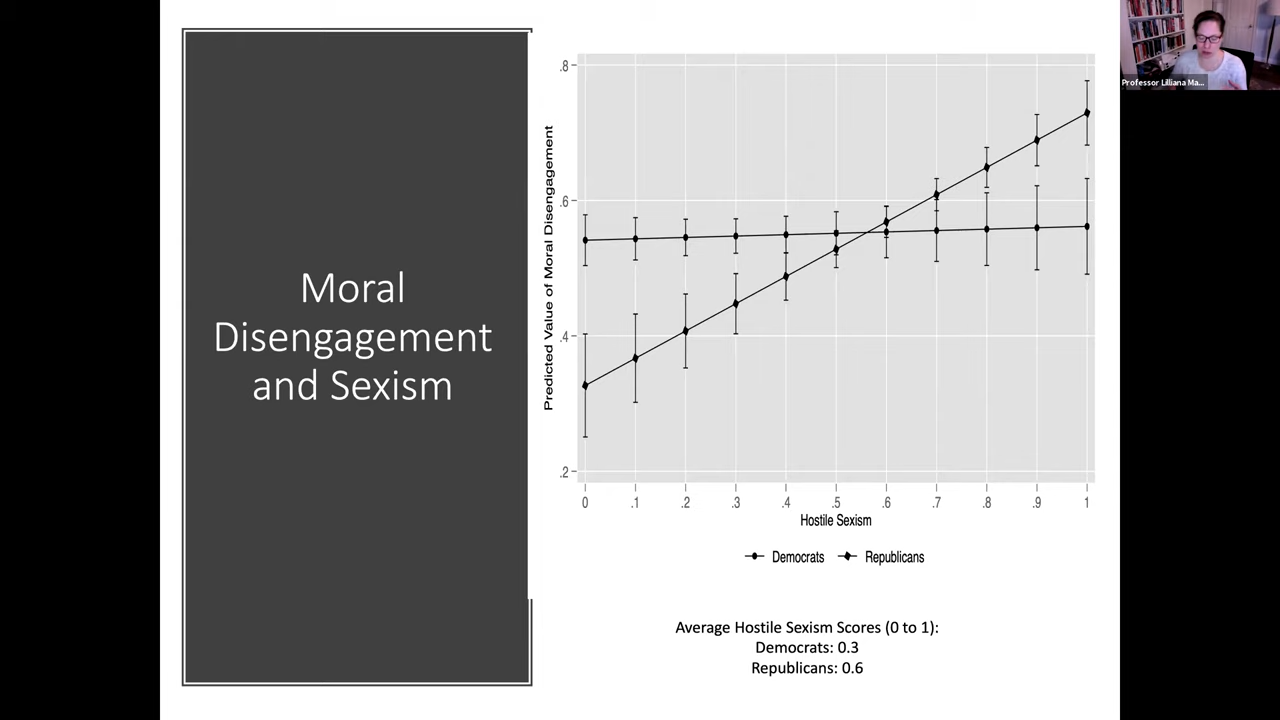 Moral
Disengagement
and Sexism
Predicted Value of Moral Disengagement
.8
.6
.4
.2
0 .1 .2 .3 .4 .5 .6 .7 .8 .9 1
Hostile Sexism
Democrats Republicans
Average Hostile Sexism Scores (0 to 1):
Democrats: 0.3
Republicans: 0.6
Professor Lilliana Ma...